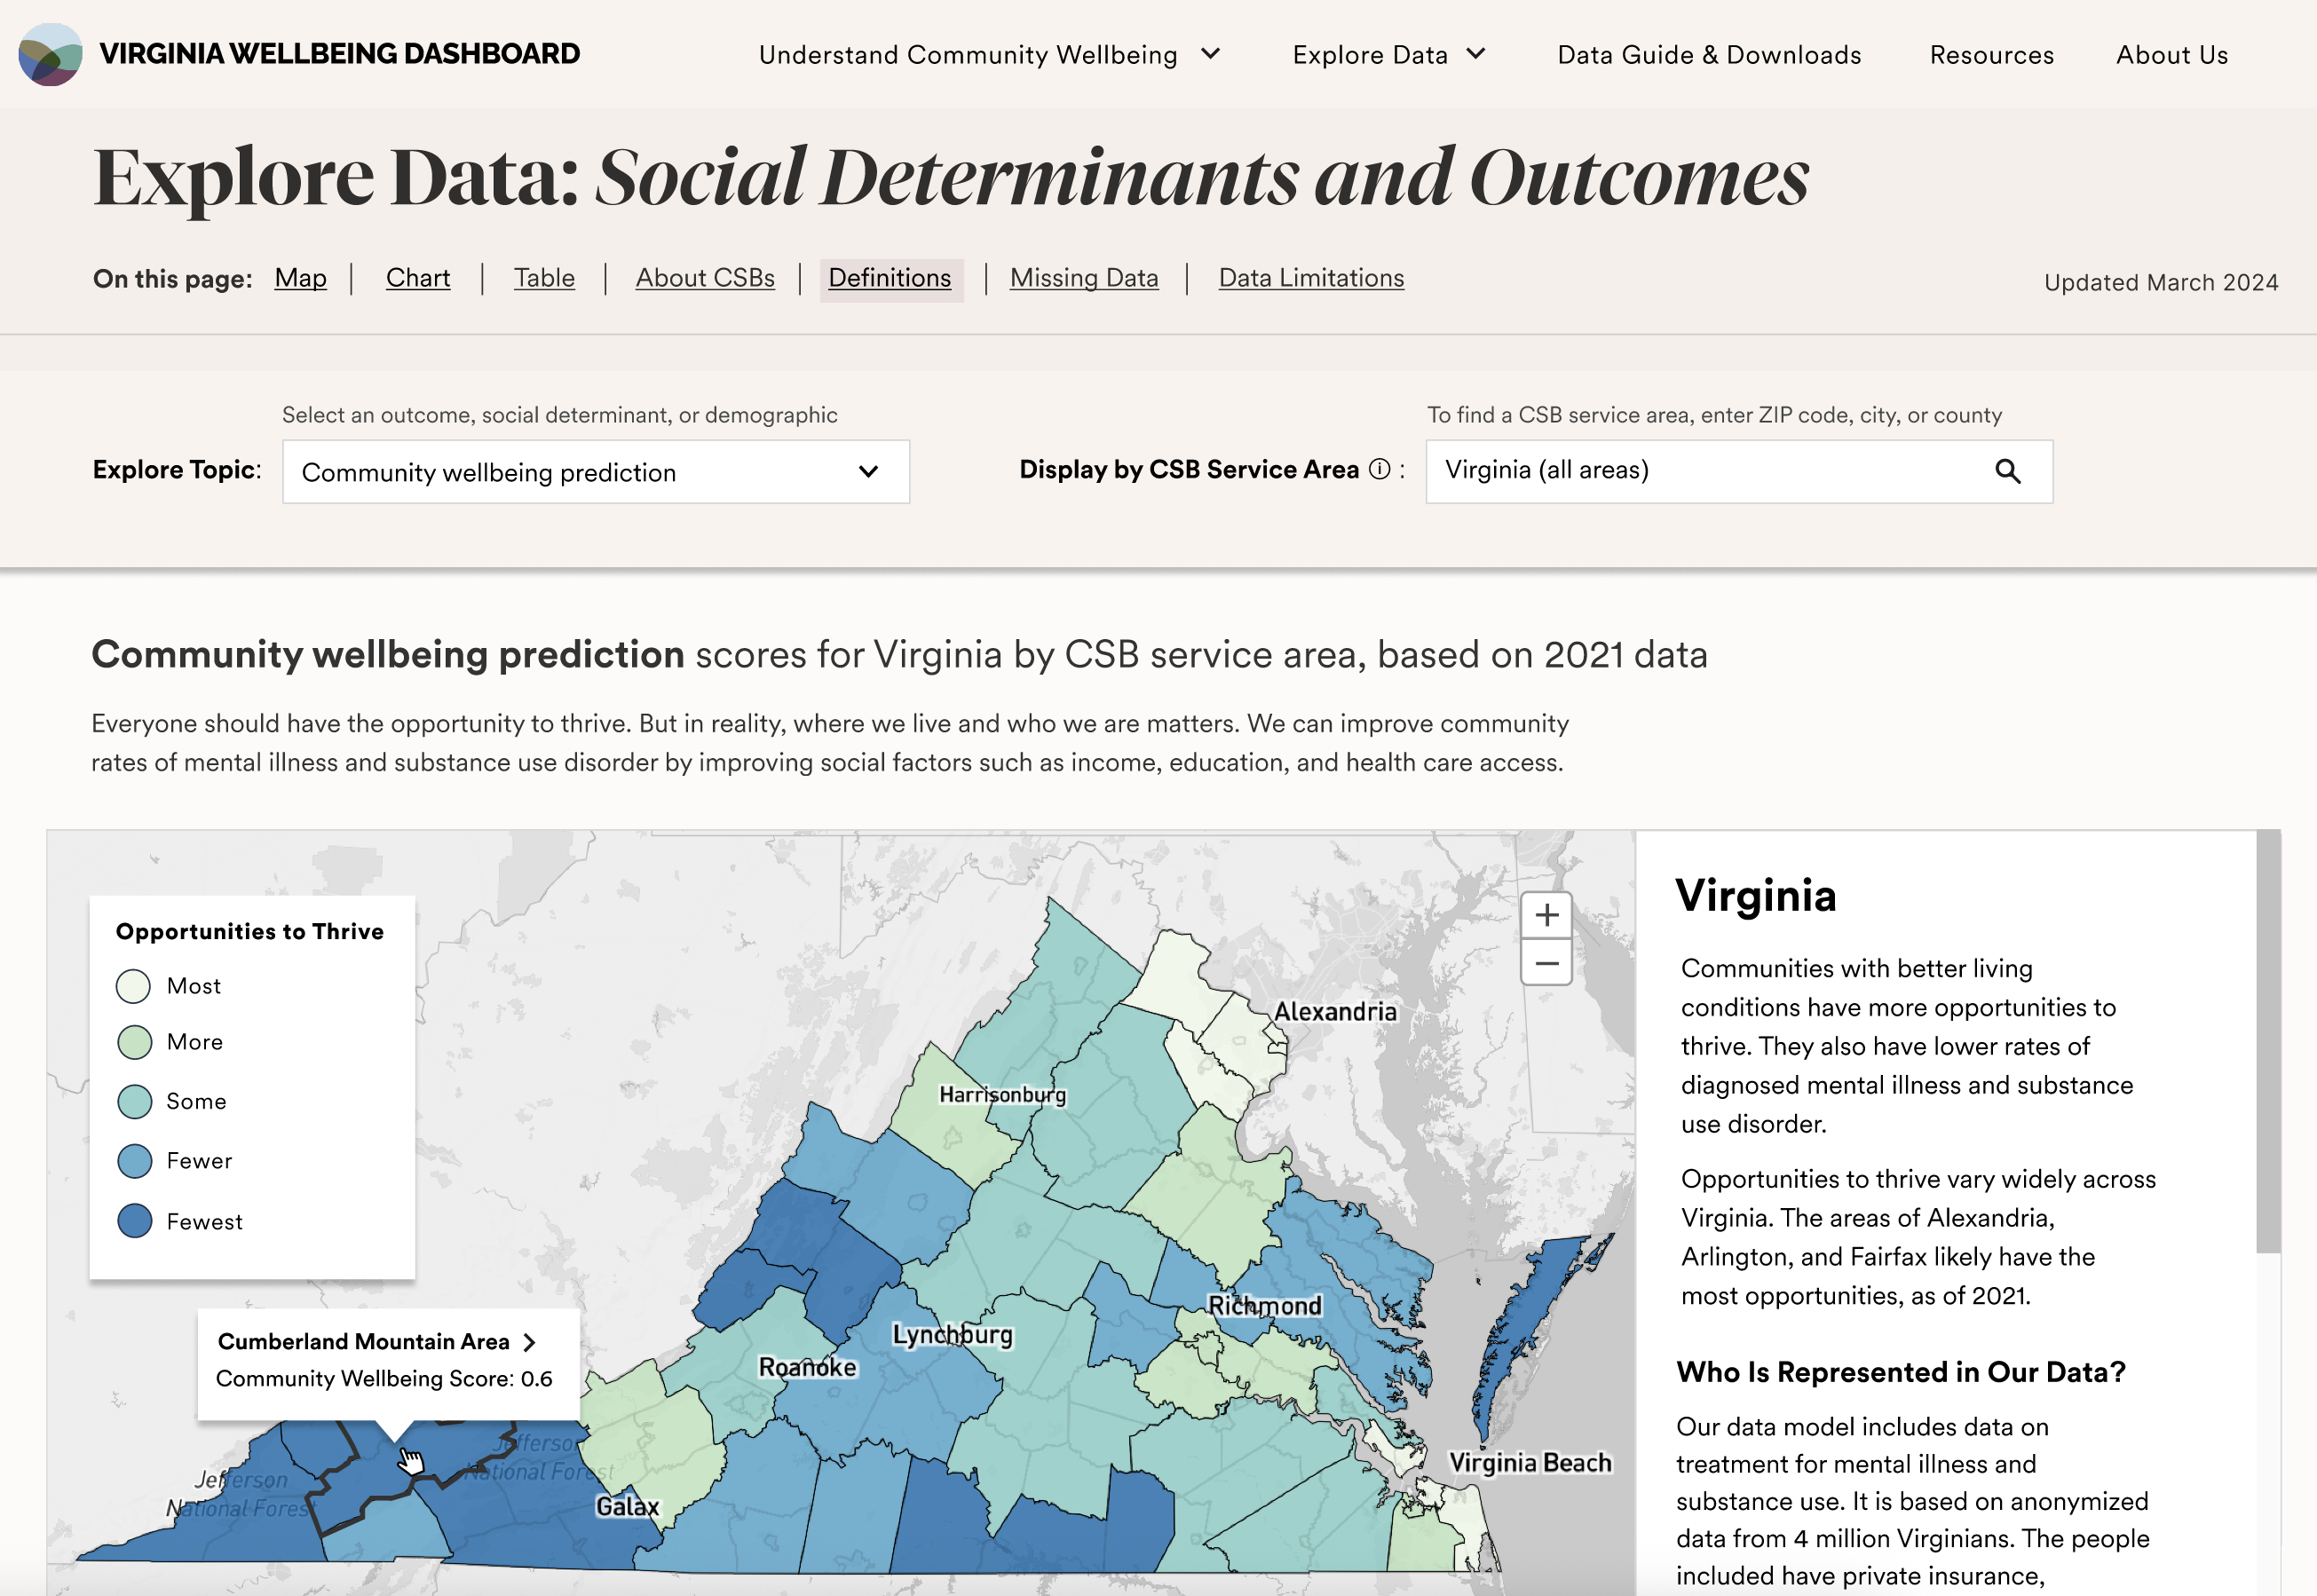 VIRGINIA WELLBEING DASHBOARD
Understand Community Wellbeing
Explore Data
Data Guide & Downloads
Resources
About Us
Explore Data: Social Determinants and Outcomes
On this page: Map | Chart | Table | About CSBs | Definitions | Missing Data | Data Limitations
Updated March 2024
Select an outcome, social determinant, or demographic
Explore Topic:
Community wellbeing prediction
To find a CSB service area, enter ZIP code, city, or county
Display by CSB Service Area ⓘ :
Virginia (all areas)
Community wellbeing prediction scores for Virginia by CSB service area, based on 2021 data
Everyone should have the opportunity to thrive. But in reality, where we live and who we are matters. We can improve community
rates of mental illness and substance use disorder by improving social factors such as income, education, and health care access.
Opportunities to Thrive
Most
More
Some
Fewer
Fewest
+
−
Alexandria
Harrisonburg
Richmond
Lynchburg
Roanoke
Cumberland Mountain Area >
Community Wellbeing Score: 0.6
Jefferson
National Forest
Jefferson
National Forest
Galax
Virginia Beach
Virginia
Communities with better living
conditions have more opportunities to
thrive. They also have lower rates of
diagnosed mental illness and substance
use disorder.
Opportunities to thrive vary widely across
Virginia. The areas of Alexandria,
Arlington, and Fairfax likely have the
most opportunities, as of 2021.
Who Is Represented in Our Data?
Our data model includes data on
treatment for mental illness and
substance use. It is based on anonymized
data from 4 million Virginians. The people
included have private insurance,